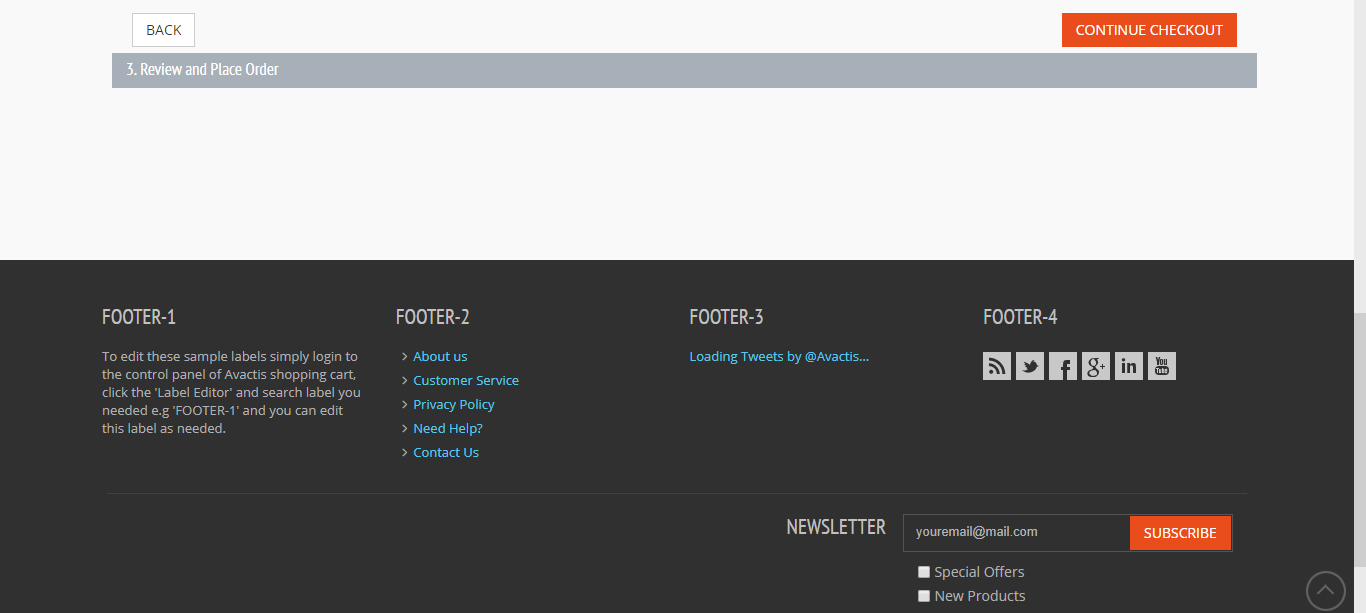 BACK
CONTINUE CHECKOUT
3. Review and Place Order
FOOTER-1
To edit these sample labels simply login to
the control panel of Avactis shopping cart,
click the 'Label Editor' and search label you
needed e.g 'FOOTER-1' and you can edit
this label as needed.
FOOTER-2
About us
Customer Service
Privacy Policy
Need Help?
Contact Us
FOOTER-3
Loading Tweets by @Avactis...
FOOTER-4
g+
in
You Tube
NEWSLETTER
youremail@mail.com
SUBSCRIBE
Special Offers
New Products